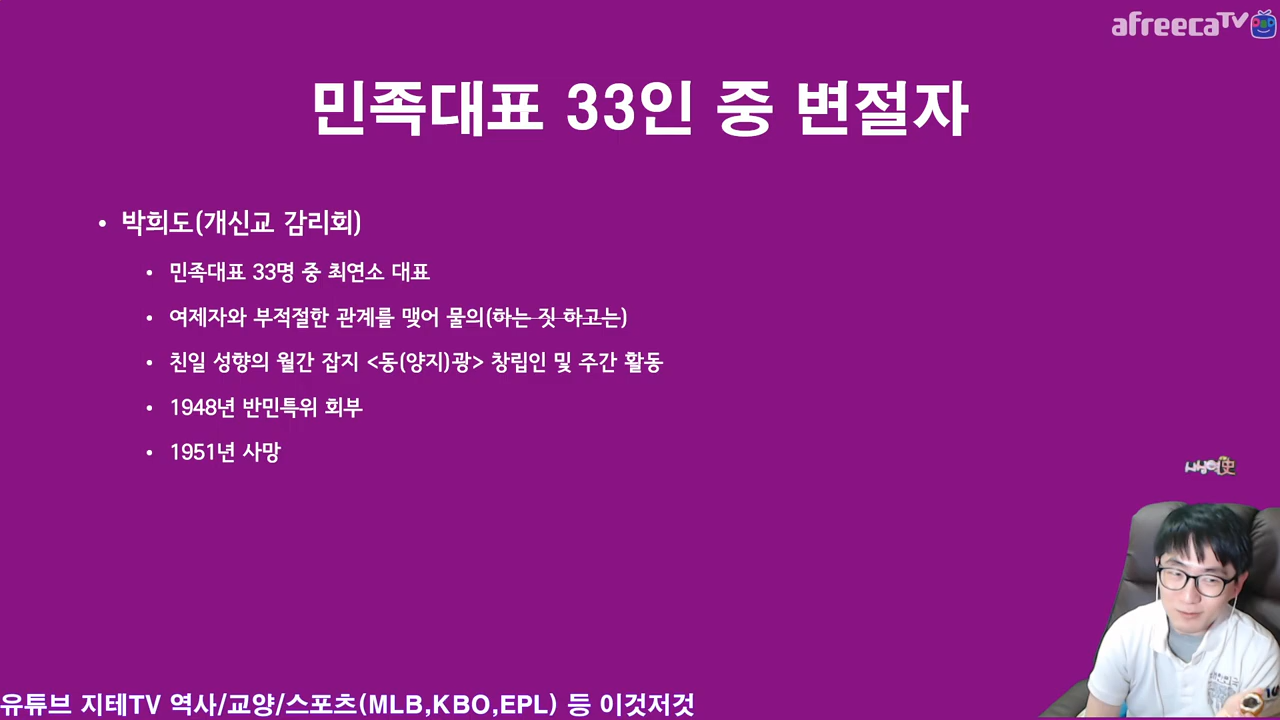 afreecaTV
민족대표 33인 중 변절자
• 박희도(개신교 감리회)
• 민족대표 33명 중 최연소 대표
• 여제자와 부적절한 관계를 맺어 물의(하는 짓 하고는)
• 친일 성향의 월간 잡지 <동(양지)광> 창립인 및 주간 활동
• 1948년 반민특위 회부
• 1951년 사망
유튜브 지테TV 역사/교양/스포츠(MLB,KBO,EPL) 등 이것저것